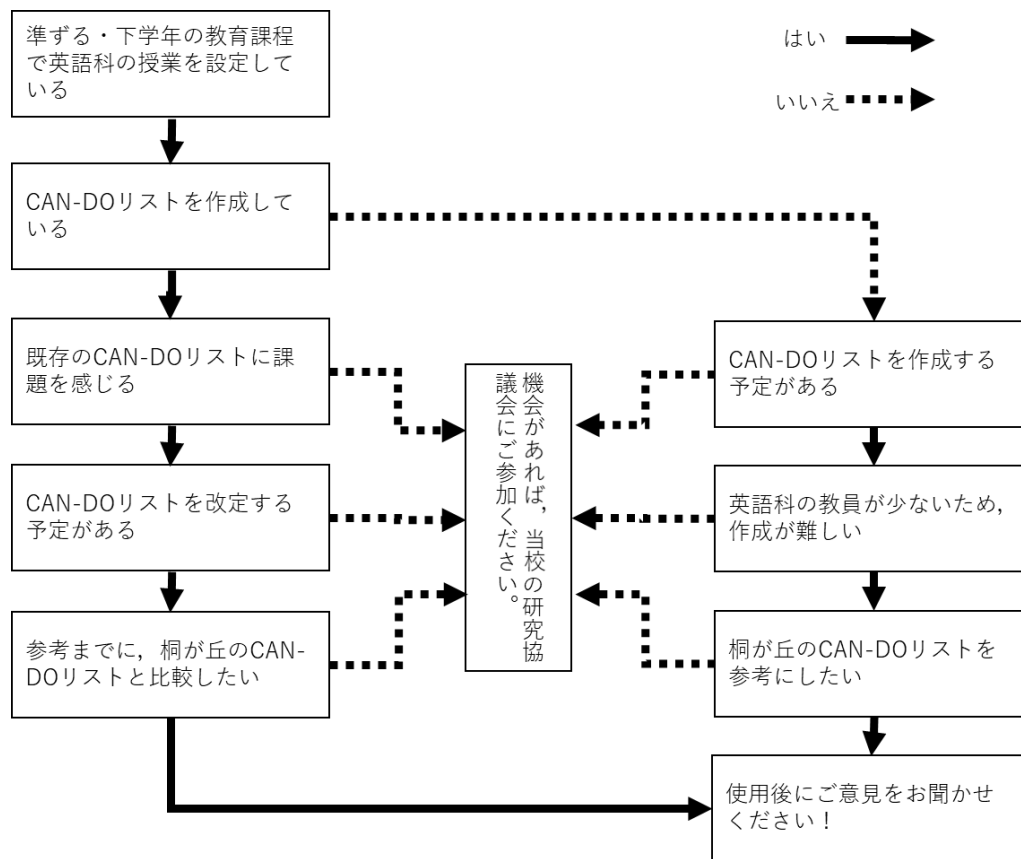 準ずる・下学年の教育課程
で英語科の授業を設定して
いる
はい
いいえ
CAN-DOリストを作成して
いる
既存のCAN-DOリストに課
題を感じる
CAN-DOリストを改定する
予定がある
参考までに，桐が丘のCAN-
DOリストと比較したい
機会があれば，当校の研究協
議会にご参加ください。
CAN-DOリストを作成する
予定がある
英語科の教員が少ないため，
作成が難しい
桐が丘のCAN-DOリストを
参考にしたい
使用後にご意見をお聞かせ
ください！